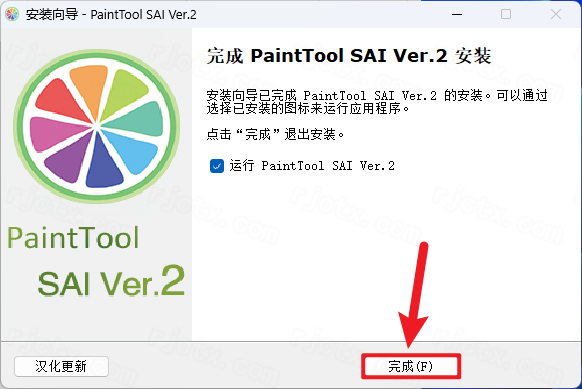 安装向导 - PaintTool SAI Ver.2
完成 PaintTool SAI Ver.2 安装
安装向导已完成 PaintTool SAI Ver.2 的安装。可以通过
选择已安装的图标来运行应用程序。
点击“完成”退出安装。
运行 PaintTool SAI Ver.2
PaintTool
SAI Ver.2
汉化更新
完成(F)